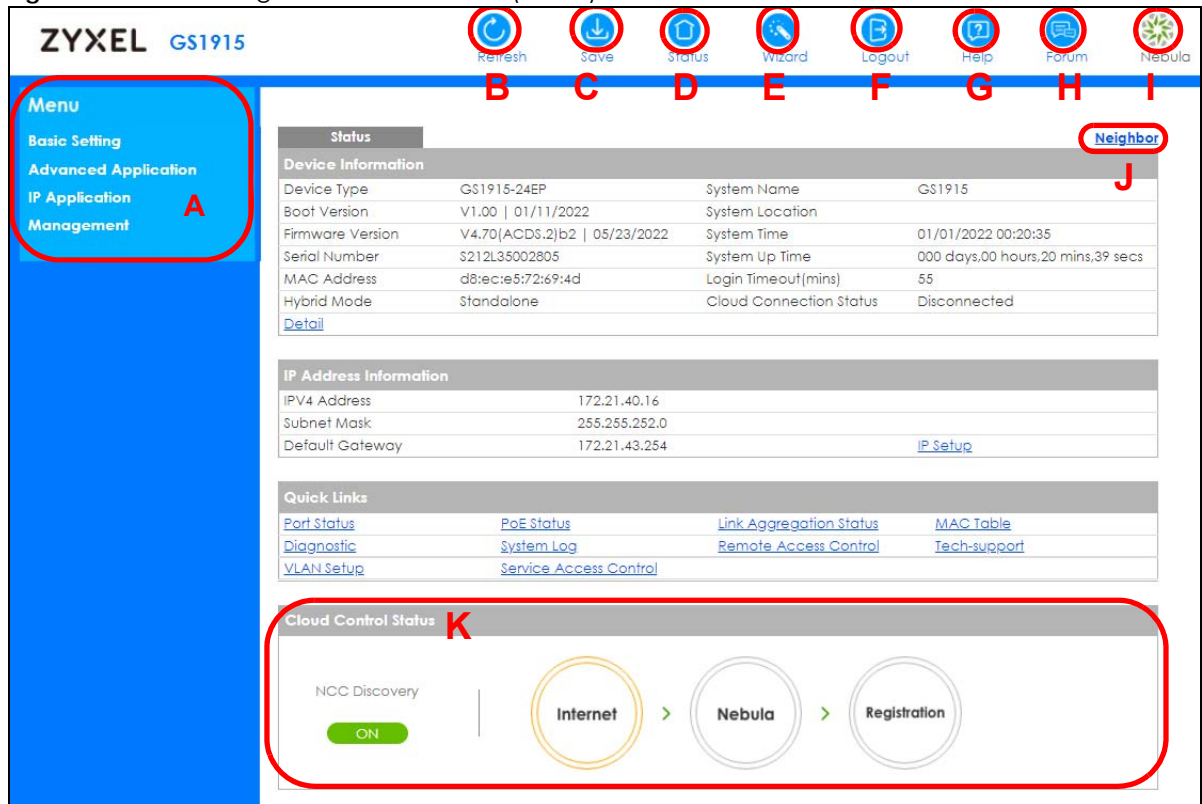 ZYXEL GS1915
Refresh Save Status Wizard Logout Help Forum Nebula
B C D E F G H I
Menu
Basic Setting
Advanced Application
IP Application
Management
A
Status
Neighbor
J
Device Information
Device Type GS1915-24EP System Name GS1915
Boot Version V1.00 | 01/11/2022 System Location
Firmware Version V4.70(ACDS.2)b2 | 05/23/2022 System Time 01/01/2022 00:20:35
Serial Number S212L35002805 System Up Time 000 days,00 hours,20 mins,39 secs
MAC Address d8:ec:e5:72:69:4d Login Timeout(mins) 55
Hybrid Mode Standalone Cloud Connection Status Disconnected
Detail
IP Address Information
IPV4 Address 172.21.40.16
Subnet Mask 255.255.252.0
Default Gateway 172.21.43.254 IP Setup
Quick Links
Port Status PoE Status Link Aggregation Status MAC Table
Diagnostic System Log Remote Access Control Tech-support
VLAN Setup Service Access Control
Cloud Control Status K
NCC Discovery
ON
Internet > Nebula > Registration